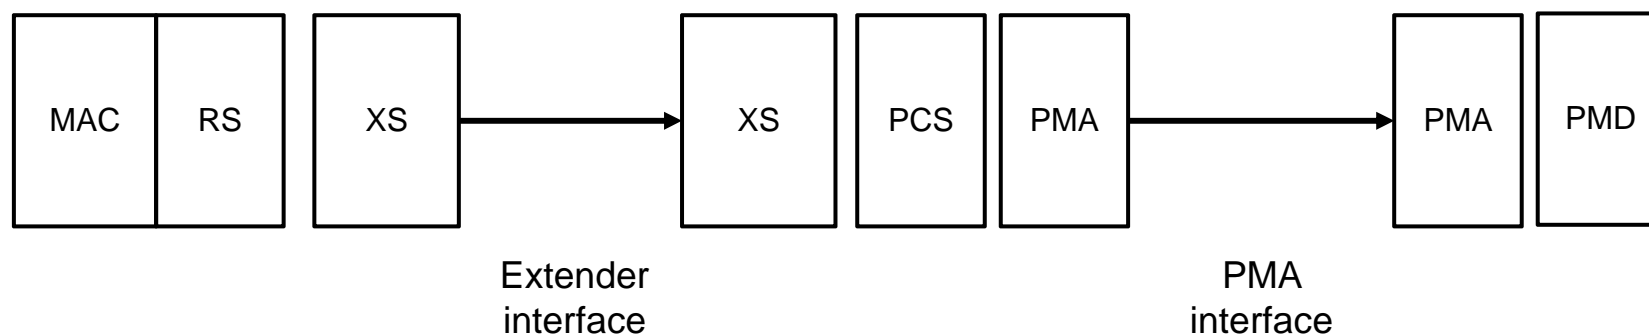 MAC RS XS XS PCS PMA PMA PMD
Extender
interface
PMA
interface